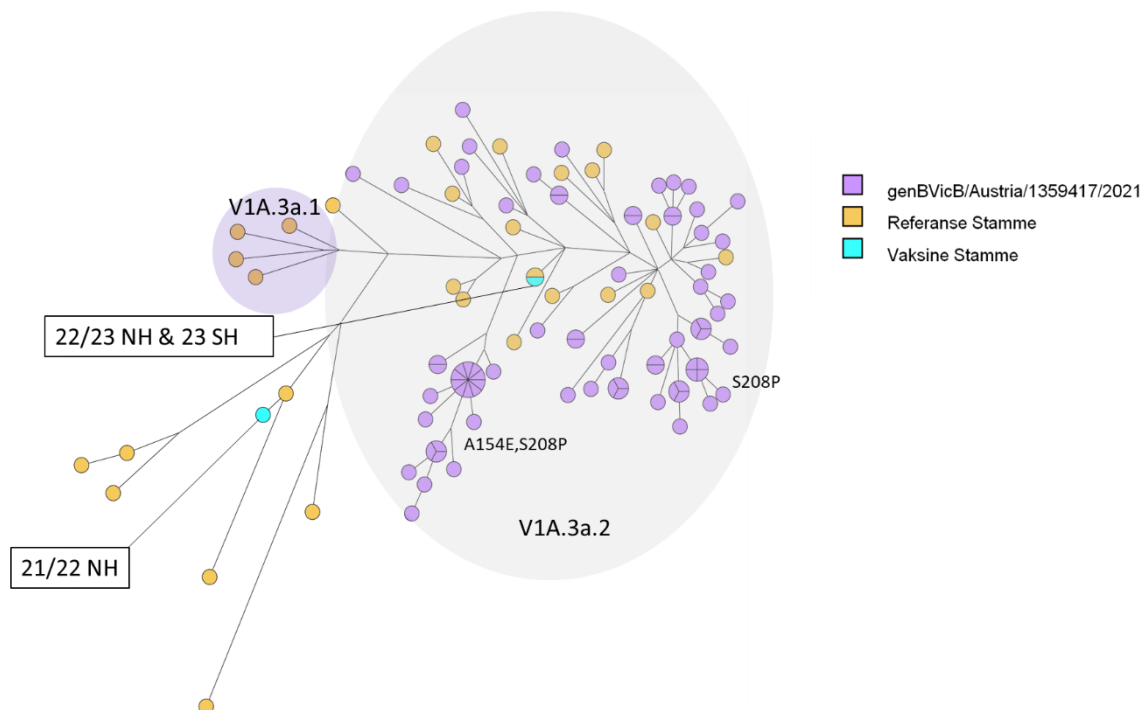 V1A.3a.1
genBVicB/Austria/1359417/2021
Referanse Stamme
Vaksine Stamme
22/23 NH & 23 SH
S208P
A154E,S208P
V1A.3a.2
21/22 NH